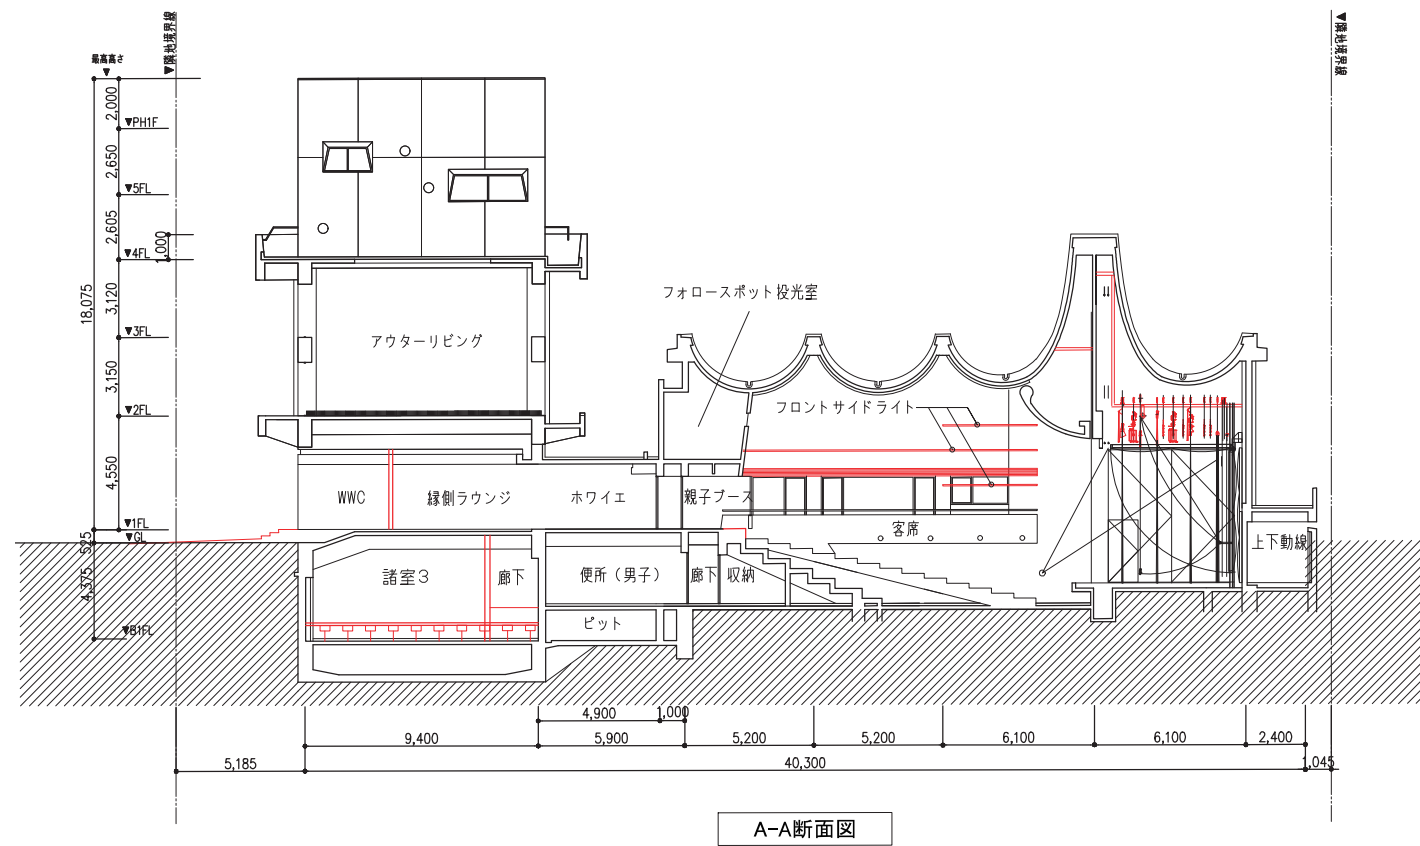 ▼隣地境界線
▼隣地境界線
最高高さ
▼
2,000
▼PH1F
2,650
▼5FL
2,605
1,000
▼4FL
18,075
3,120
▼3FL
3,150
▼2FL
4,550
▼1FL
525
▼GL
4,375
▼B1FL
フォロースポット投光室
アウターリビング
フロントサイドライト
WWC
縁側ラウンジ
ホワイエ
親子ブース
客席
上下動線
諸室3
廊下
便所（男子）
廊下
収納
ピット
4,900
1,000
9,400
5,900
5,200
5,200
6,100
6,100
2,400
5,185
40,300
1,045
A-A断面図